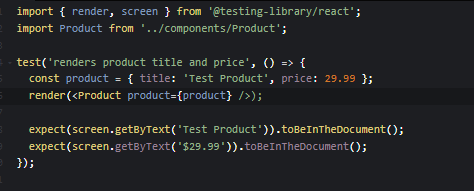 import { render, screen } from '@testing-library/react';
import Product from '../components/Product';
test('renders product title and price', () => {
const product = { title: 'Test Product', price: 29.99 };
render(<Product product={product} />);
expect(screen.getByText('Test Product')).toBeInTheDocument();
expect(screen.getByText('$29.99')).toBeInTheDocument();
});